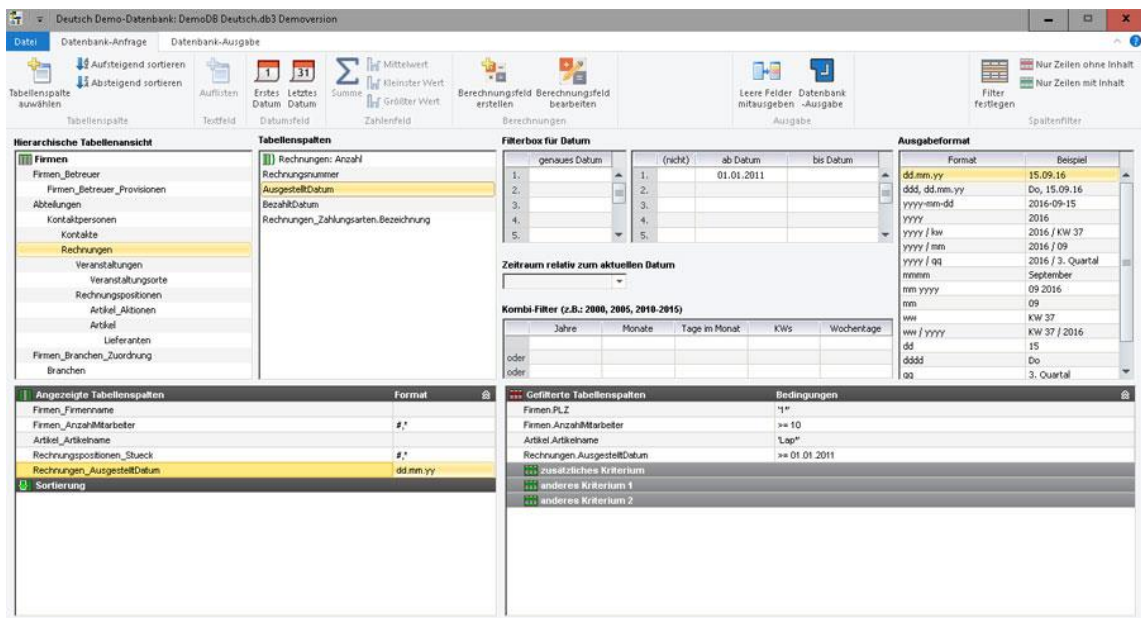 Deutsch Demo-Datenbank: DemoDB Deutsch.db3 Demoversion
Datei Datenbank-Anfrage Datenbank-Ausgabe
Tabellenspalte auswählen
Aufsteigend sortieren
Absteigend sortieren
Tabellenspalte
Auflisten
Textfeld
Erstes Datum
Letztes Datum
Datumsfeld
Summe
Mittelwert
Kleinster Wert
Größter Wert
Zahlenfeld
Berechnungsfeld erstellen
Berechnungsfeld bearbeiten
Berechnungen
Leere Felder mitausgeben
Datenbank -Ausgabe
Ausgabe
Filter festlegen
Nur Zeilen ohne Inhalt
Nur Zeilen mit Inhalt
Spaltenfilter
Hierarchische Tabellenansicht
Firmen
Firmen_Betreuer
Firmen_Betreuer_Provisionen
Abteilungen
Kontaktpersonen
Kontakte
Rechnungen
Veranstaltungen
Veranstaltungsorte
Rechnungspositionen
Artikel_Aktionen
Artikel
Lieferanten
Firmen_Branchen_Zuordnung
Branchen
Tabellenspalten
Rechnungen: Anzahl
Rechnungsnummer
AusgestelltDatum
BezahltDatum
Rechnungen_Zahlungsarten.Bezeichnung
Filterbox für Datum
genaues Datum
1.
2.
3.
4.
5.
(nicht) ab Datum bis Datum
1. 01.01.2011
2.
3.
4.
5.
Zeitraum relativ zum aktuellen Datum
Kombi-Filter (z.B.: 2000, 2005, 2010-2015)
Jahre Monate Tage im Monat KWs Wochentage
oder
oder
Ausgabeformat
Format Beispiel
dd.mm.yy 15.09.16
ddd, dd.mm.yy Do, 15.09.16
yyyy-mm-dd 2016-09-15
yyyy 2016
yyyy / kw 2016 / KW 37
yyyy / mm 2016 / 09
yyyy / qq 2016 / 3. Quartal
mmmm September
mm yyyy 09 2016
mm 09
ww KW 37
ww / yyyy KW 37 / 2016
dd 15
dddd Do
qq 3. Quartal
Angezeigte Tabellenspalten Format
Firmen_Firmenname
Firmen_AnzahlMitarbeiter #,*
Artikel_Artikelname
Rechnungspositionen_Stueck #,*
Rechnungen_AusgestelltDatum dd.mm.yy
Sortierung
Gefilterte Tabellenspalten Bedingungen
Firmen.PLZ '1*'
Firmen.AnzahlMitarbeiter >= 10
Artikel.Artikelname 'Lap*'
Rechnungen.AusgestelltDatum >= 01.01.2011
zusätzliches Kriterium
anderes Kriterium 1
anderes Kriterium 2